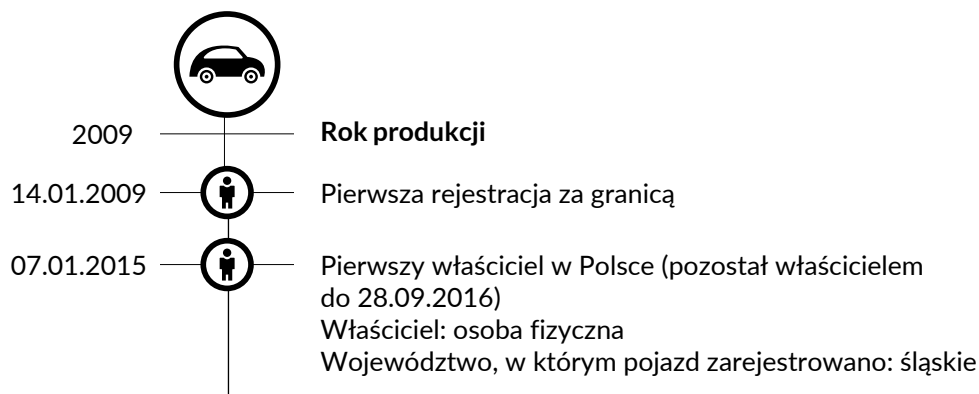 2009 Rok produkcji
14.01.2009 Pierwsza rejestracja za granicą
07.01.2015 Pierwszy właściciel w Polsce (pozostał właścicielem
do 28.09.2016)
Właściciel: osoba fizyczna
Województwo, w którym pojazd zarejestrowano: śląskie